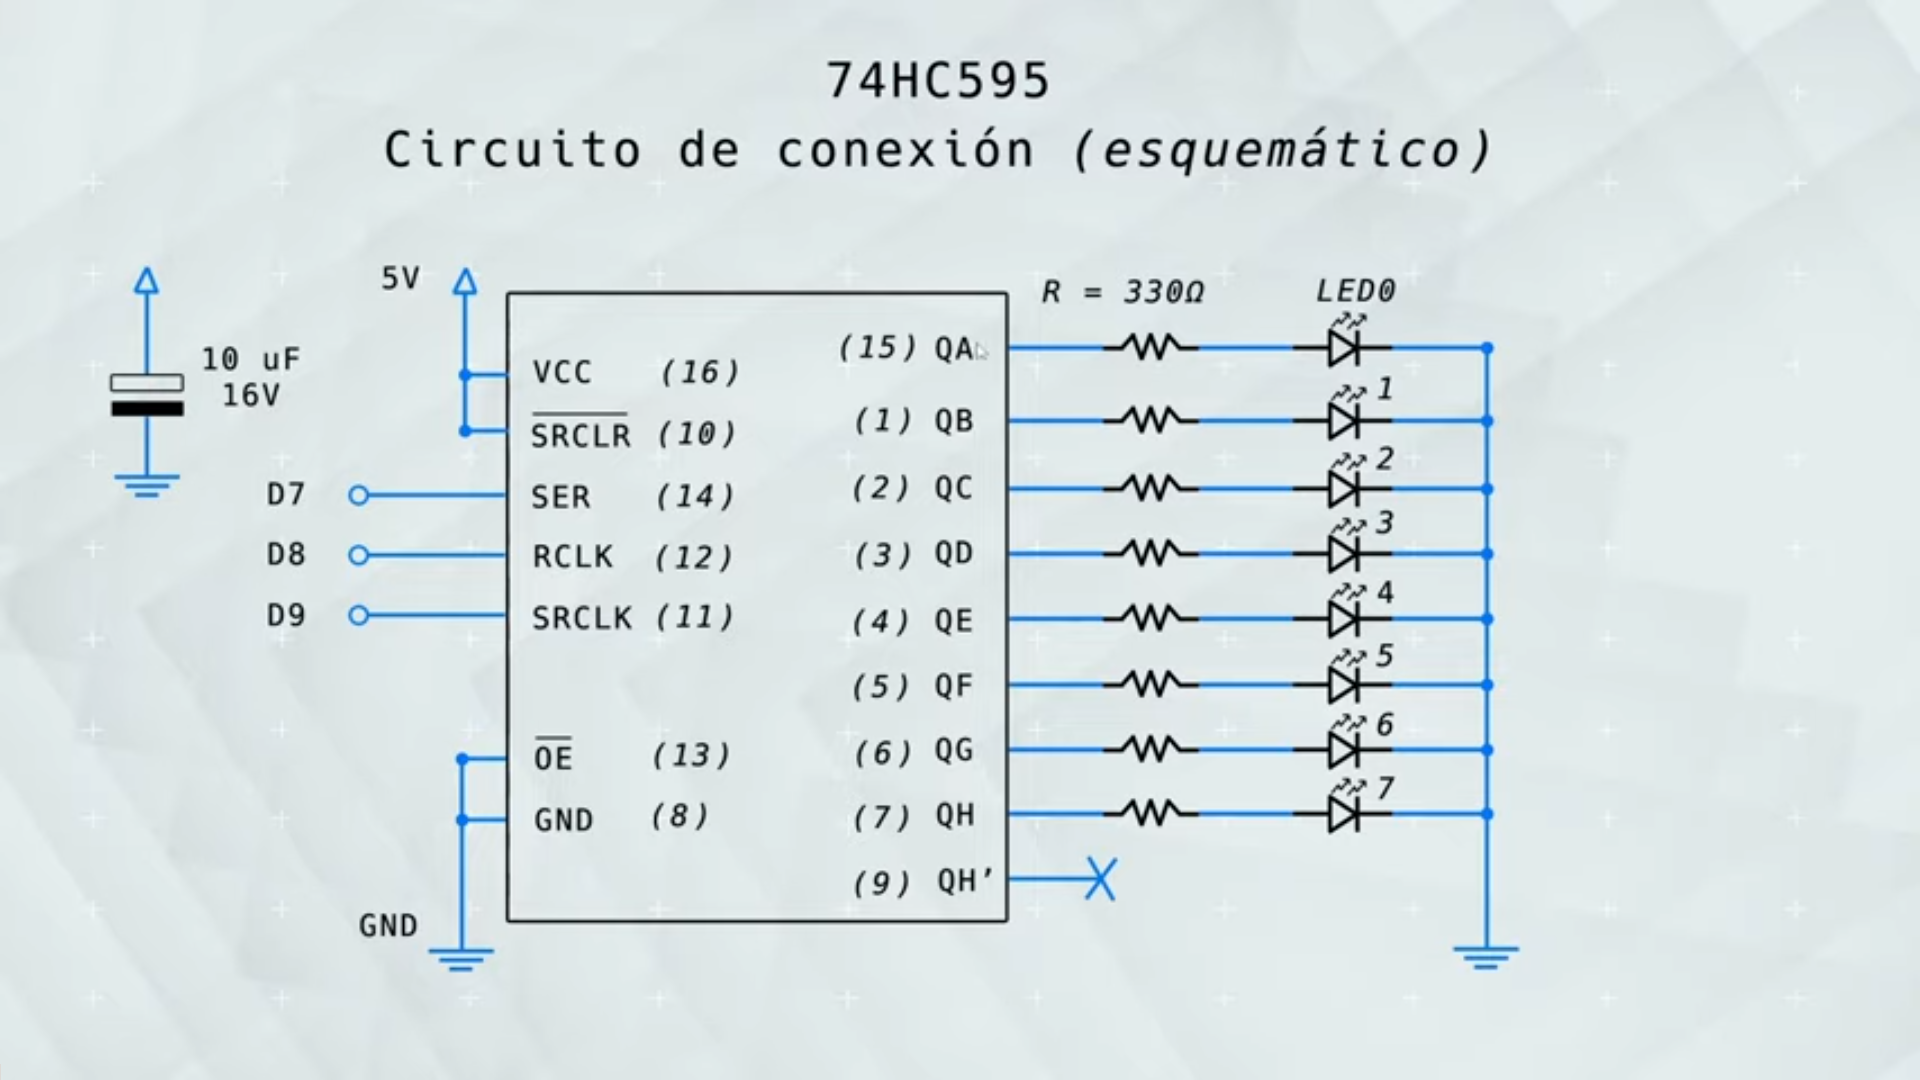 74HC595
Circuito de conexión (esquemático)
5V
10 uF
16V
D7
D8
D9
GND
VCC (16)
SRCLR (10)
SER (14)
RCLK (12)
SRCLK (11)
OE (13)
GND (8)
(15) QA
(1) QB
(2) QC
(3) QD
(4) QE
(5) QF
(6) QG
(7) QH
(9) QH’
R = 330Ω
LED0
1
2
3
4
5
6
7